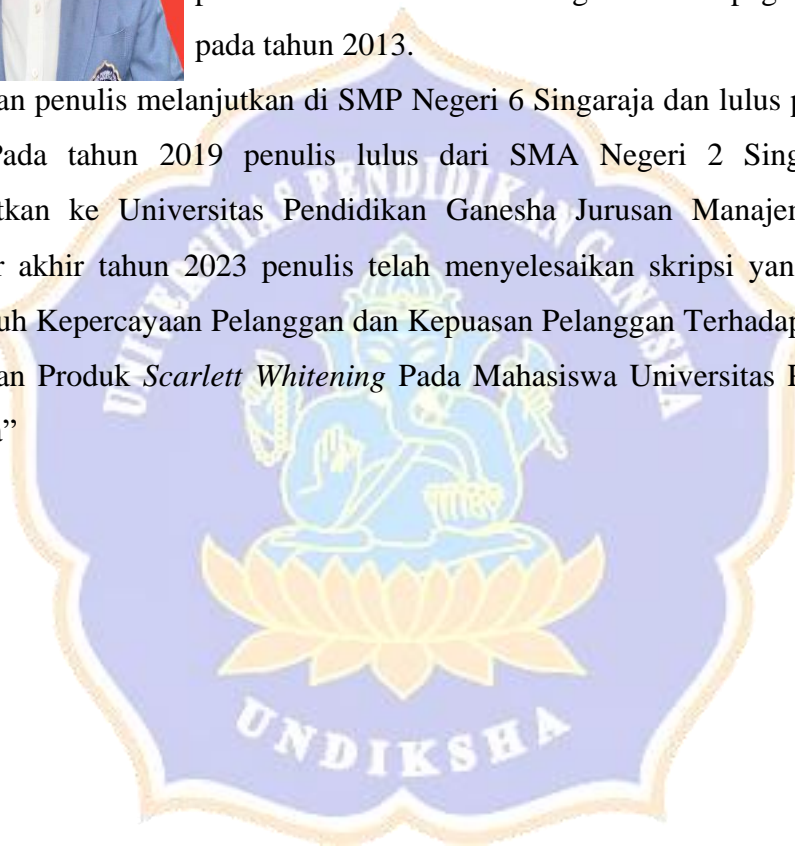 pada tahun 2013.
an penulis melanjutkan di SMP Negeri 6 Singaraja dan lulus p
Pada tahun 2019 penulis lulus dari SMA Negeri 2 Sing
tkan ke Universitas Pendidikan Ganesha Jurusan Manajem
r akhir tahun 2023 penulis telah menyelesaikan skripsi yan
uh Kepercayaan Pelanggan dan Kepuasan Pelanggan Terhadap
an Produk Scarlett Whitening Pada Mahasiswa Universitas
”
UNIVERSITAS PENDIDIKAN GANESHA
UNDIKSHA